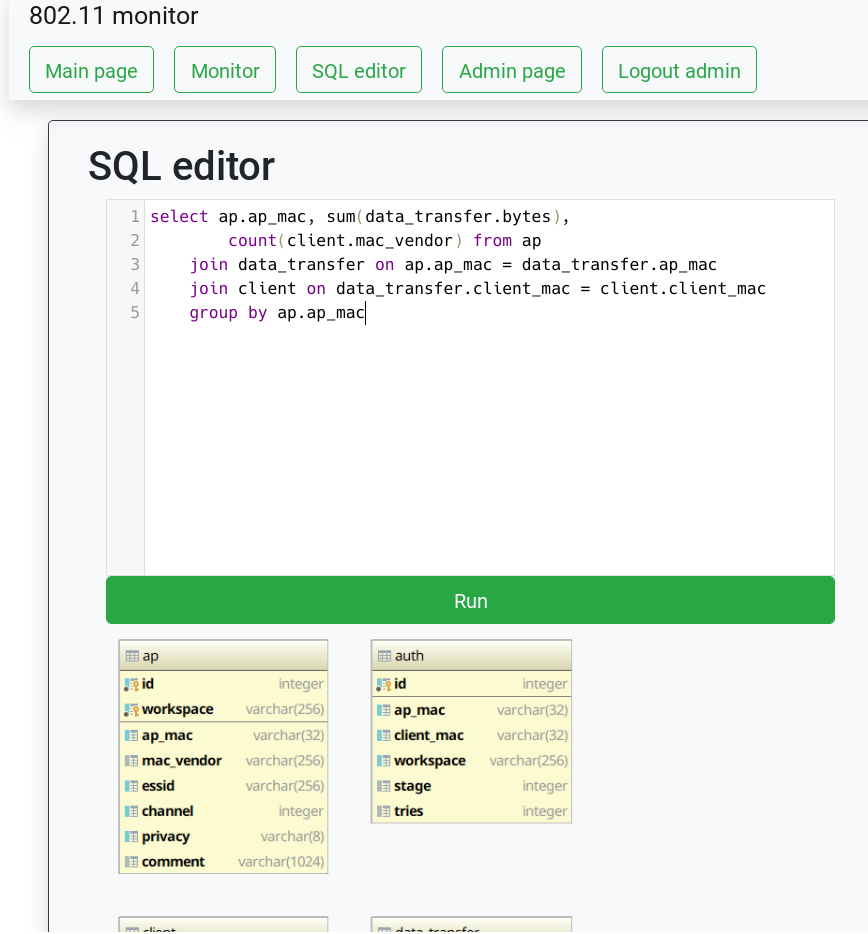 802.11 monitor
Main page Monitor SQL editor Admin page Logout admin
SQL editor
1 select ap.ap_mac, sum(data_transfer.bytes),
2 count(client.mac_vendor) from ap
3 join data_transfer on ap.ap_mac = data_transfer.ap_mac
4 join client on data_transfer.client_mac = client.client_mac
5 group by ap.ap_mac
Run
ap
id integer
workspace varchar(256)
ap_mac varchar(32)
mac_vendor varchar(256)
essid varchar(256)
channel integer
privacy varchar(8)
comment varchar(1024)
auth
id integer
ap_mac varchar(32)
client_mac varchar(32)
workspace varchar(256)
stage integer
tries integer
client
data_transfer